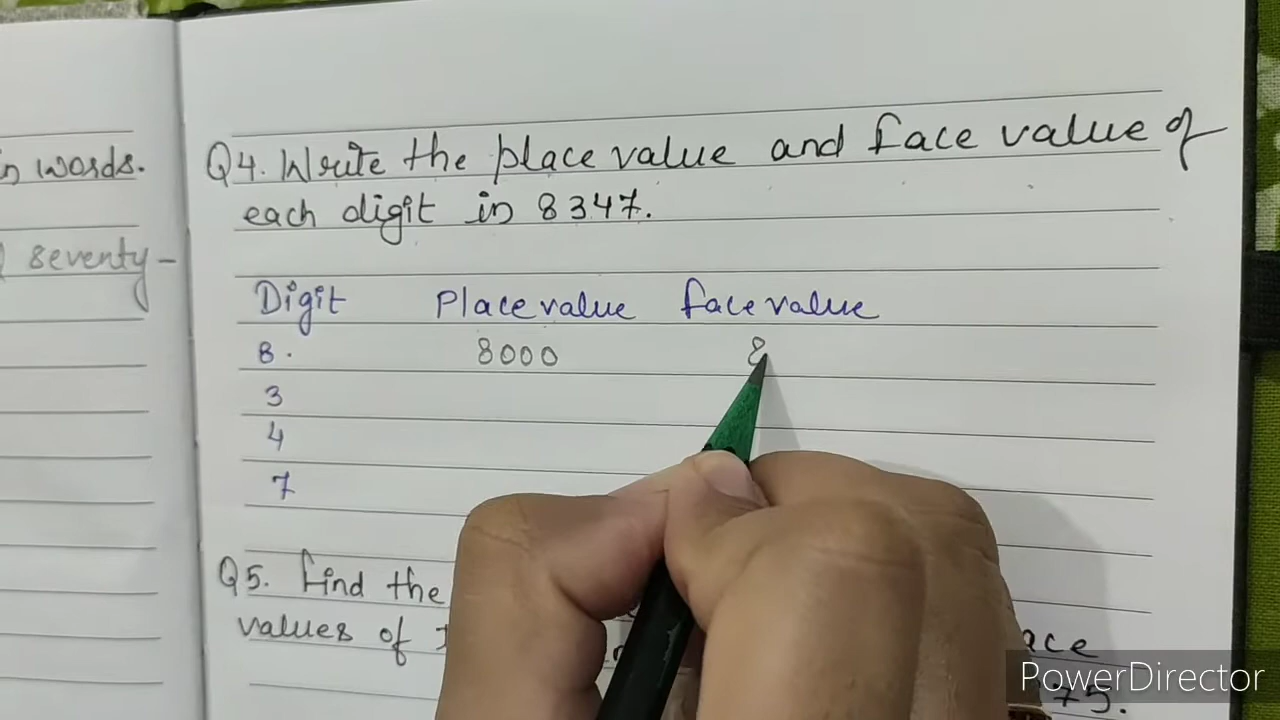 in words.
seventy-
Q4. Write the place value and face value of
each digit in 8347.
Digit Place value face value
8. 8000 8
3
4
7
Q5. Find the
values of ace
75.
PowerDirector